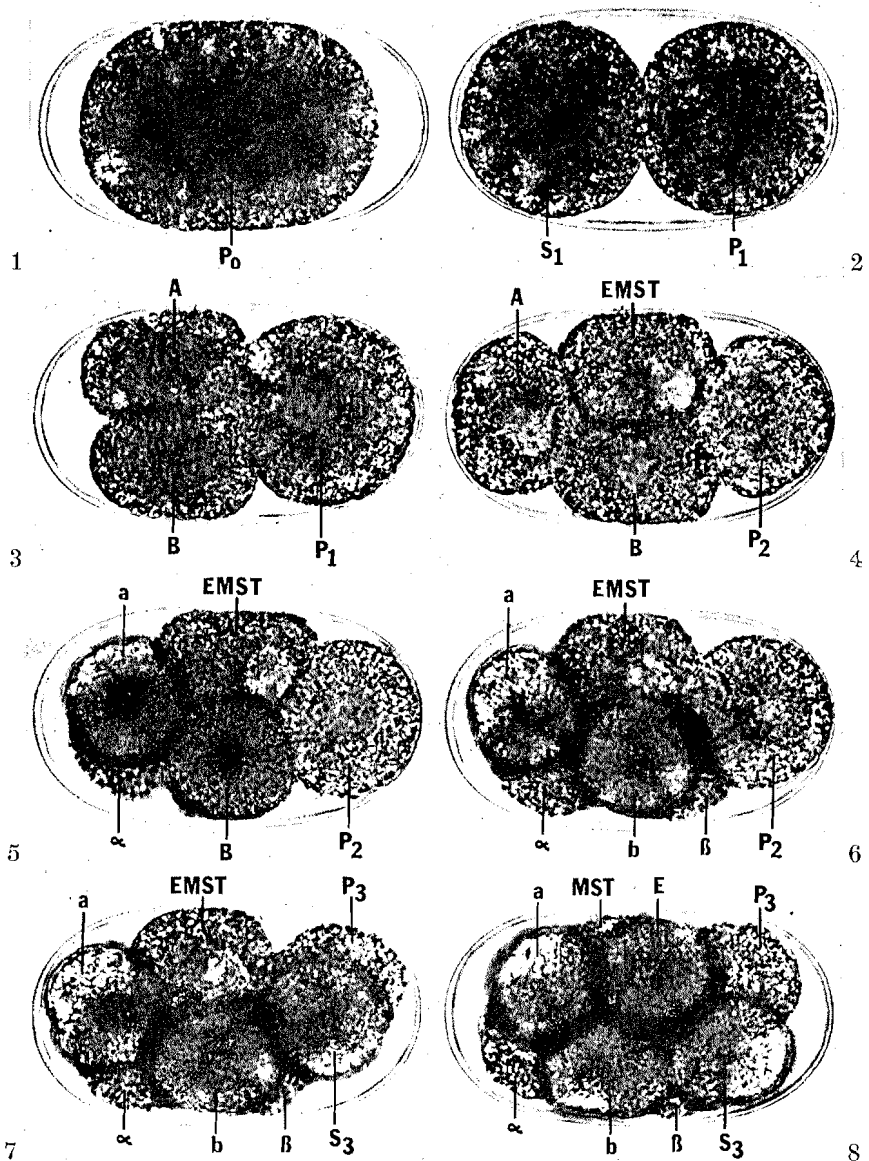 P0
1
S1 P1
2
A
B P1
3
A EMST
B P2
4
a EMST
α B P2
5
a EMST
α b ß P2
6
a EMST P3
α b ß S3
7
a MST E P3
α b ß S3
8